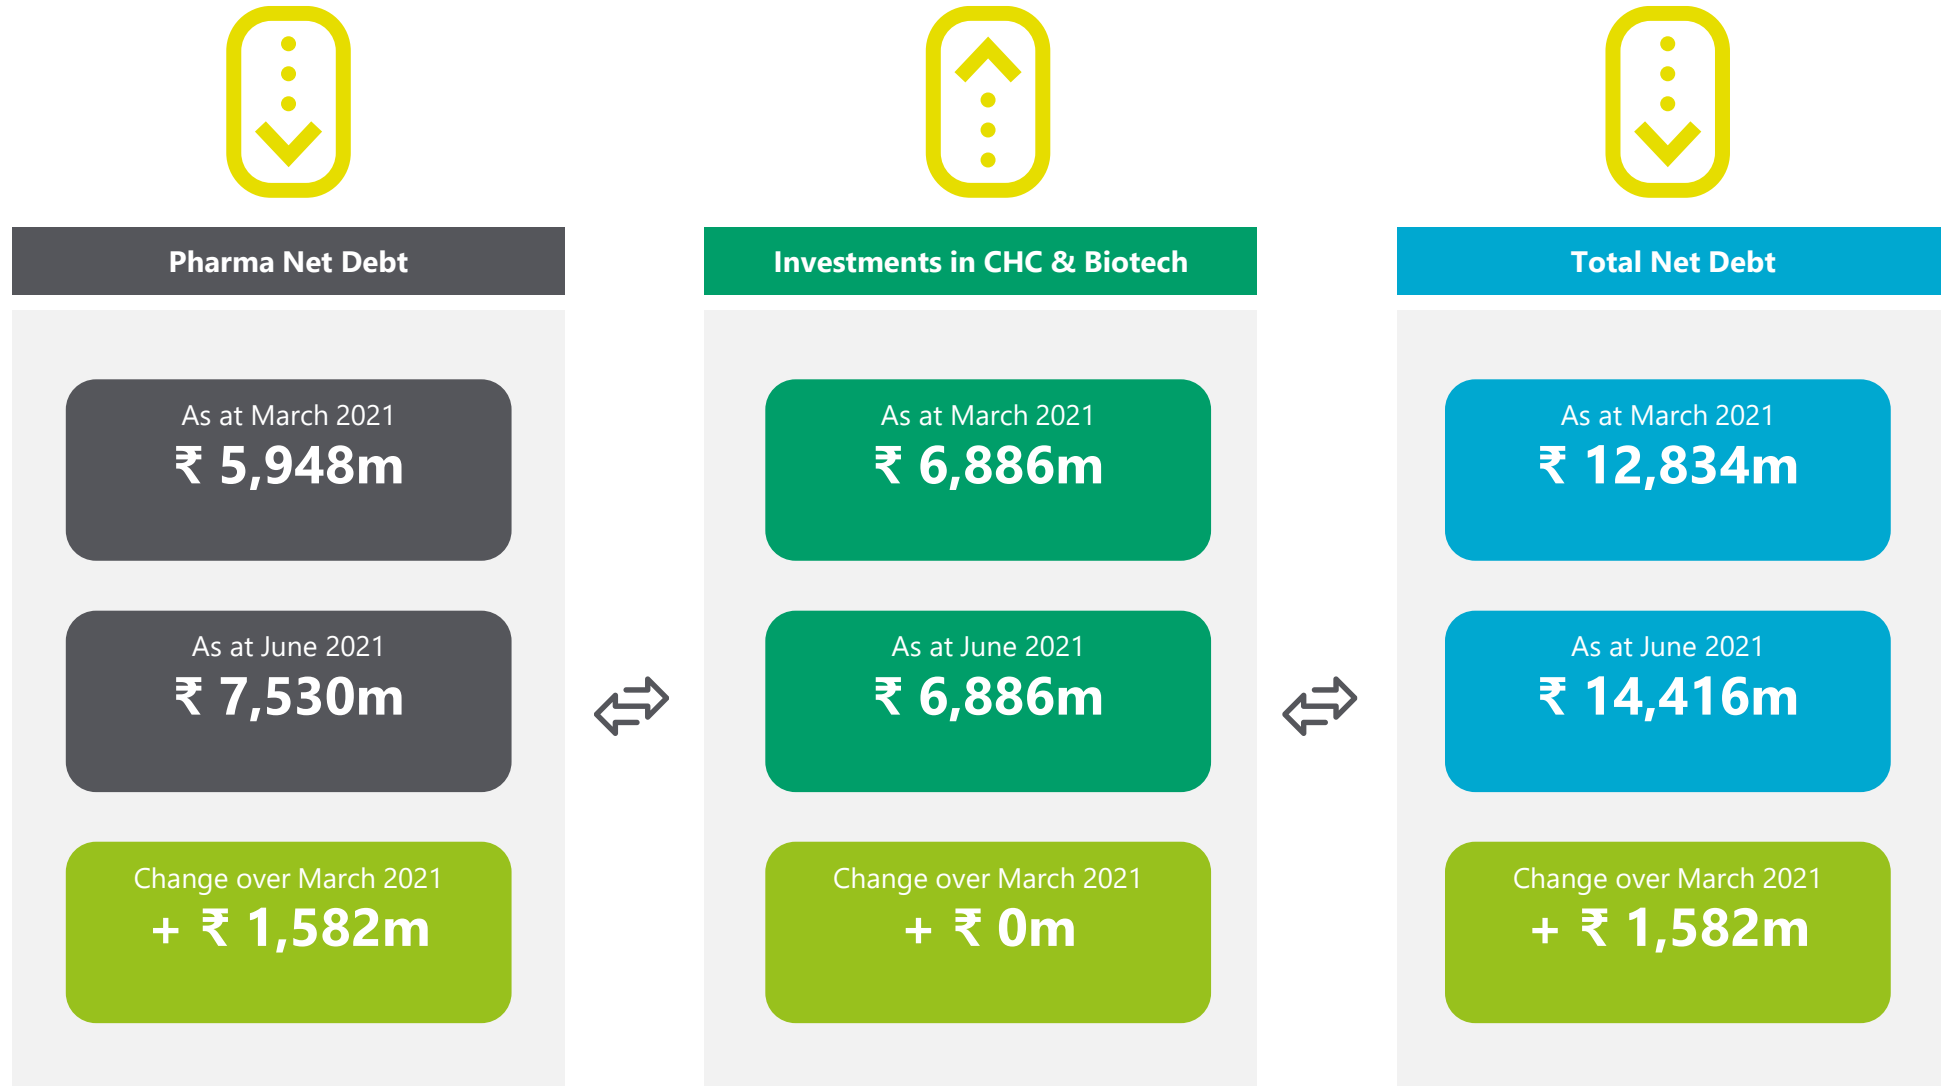 Pharma Net Debt
As at March 2021
₹ 5,948m
As at June 2021
₹ 7,530m
Change over March 2021
+ ₹ 1,582m
Investments in CHC & Biotech
As at March 2021
₹ 6,886m
As at June 2021
₹ 6,886m
Change over March 2021
+ ₹ 0m
Total Net Debt
As at March 2021
₹ 12,834m
As at June 2021
₹ 14,416m
Change over March 2021
+ ₹ 1,582m